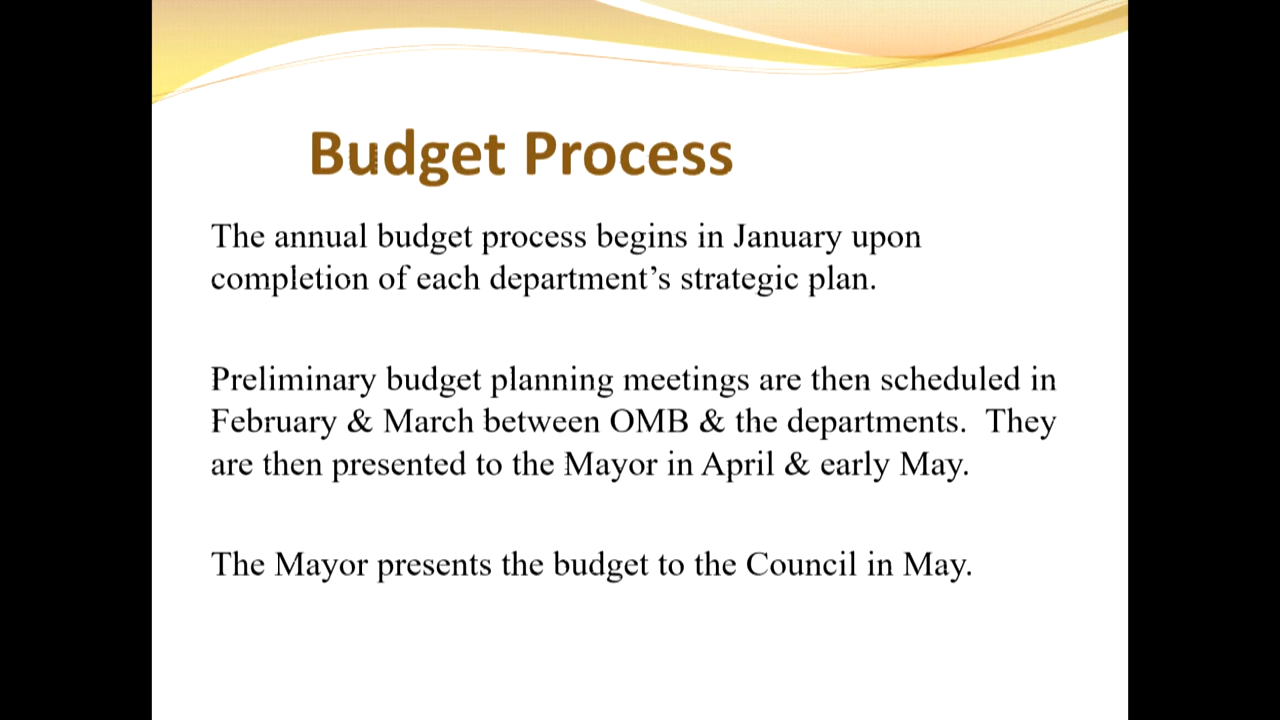 Budget Process
The annual budget process begins in January upon
completion of each department’s strategic plan.
Preliminary budget planning meetings are then scheduled in
February & March between OMB & the departments.  They
are then presented to the Mayor in April & early May.
The Mayor presents the budget to the Council in May.